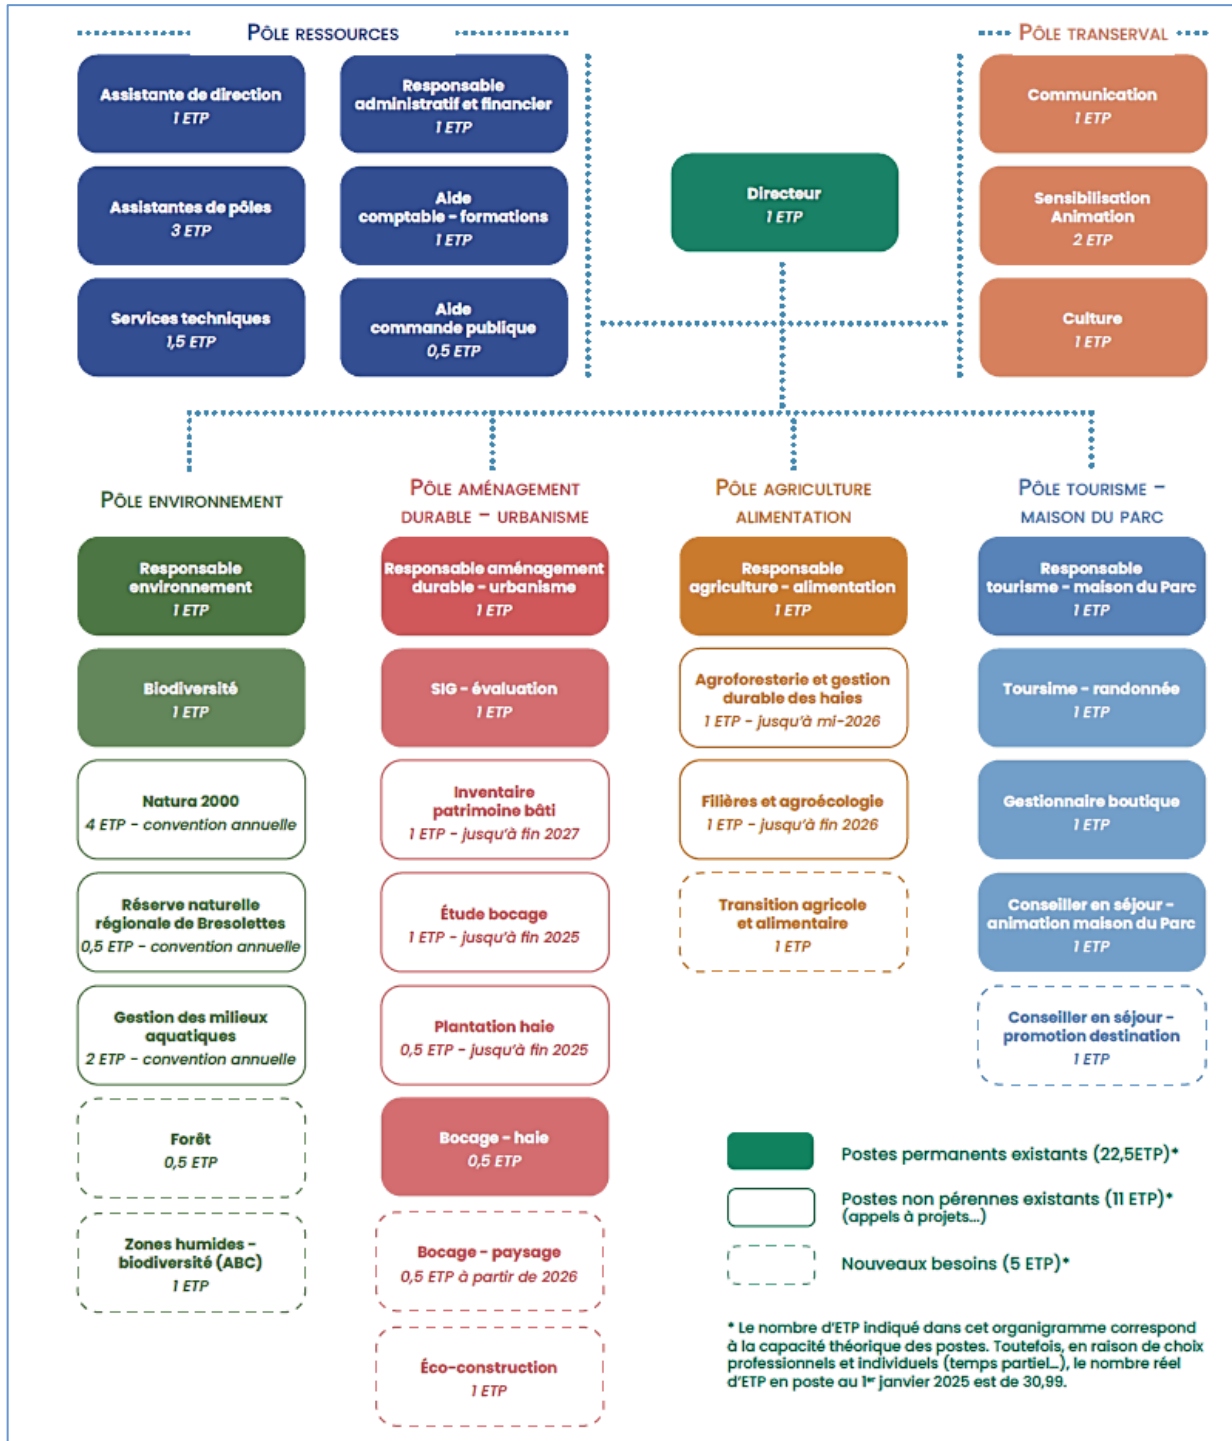 PÔLE RESSOURCES
Assistante de direction
1 ETP
Responsable
administratif et financier
1 ETP
Assistantes de pôles
3 ETP
Aide
comptable - formations
1 ETP
Services techniques
1,5 ETP
Aide
commande publique
0,5 ETP
Directeur
1 ETP
PÔLE TRANSERVAL
Communication
1 ETP
Sensibilisation
Animation
2 ETP
Culture
1 ETP
PÔLE ENVIRONNEMENT
Responsable
environnement
1 ETP
Biodiversité
1 ETP
Natura 2000
4 ETP - convention annuelle
Réserve naturelle
régionale de Bresolettes
0,5 ETP - convention annuelle
Gestion des milieux
aquatiques
2 ETP - convention annuelle
Forêt
0,5 ETP
Zones humides -
biodiversité (ABC)
1 ETP
PÔLE AMÉNAGEMENT
DURABLE – URBANISME
Responsable aménagement
durable - urbanisme
1 ETP
SIG - évaluation
1 ETP
Inventaire
patrimoine bâti
1 ETP - jusqu'à fin 2027
Étude bocage
1 ETP - jusqu'à fin 2025
Plantation haie
0,5 ETP - jusqu'à fin 2025
Bocage - haie
0,5 ETP
Bocage - paysage
0,5 ETP à partir de 2026
Éco-construction
1 ETP
PÔLE AGRICULTURE
ALIMENTATION
Responsable
agriculture - alimentation
1 ETP
Agroforesterie et gestion
durable des haies
1 ETP - jusqu'à mi-2026
Filières et agroécologie
1 ETP - jusqu'à fin 2026
Transition agricole
et alimentaire
1 ETP
PÔLE TOURISME –
MAISON DU PARC
Responsable
tourisme - maison du Parc
1 ETP
Toursime - randonnée
1 ETP
Gestionnaire boutique
1 ETP
Conseiller en séjour -
animation maison du Parc
1 ETP
Conseiller en séjour -
promotion destination
1 ETP
Postes permanents existants (22,5ETP)*
Postes non pérennes existants (11 ETP)*
(appels à projets...)
Nouveaux besoins (5 ETP)*
* Le nombre d'ETP indiqué dans cet organigramme correspond
à la capacité théorique des postes. Toutefois, en raison de choix
professionnels et individuels (temps partiel...), le nombre réel
d'ETP en poste au 1er janvier 2025 est de 30,99.